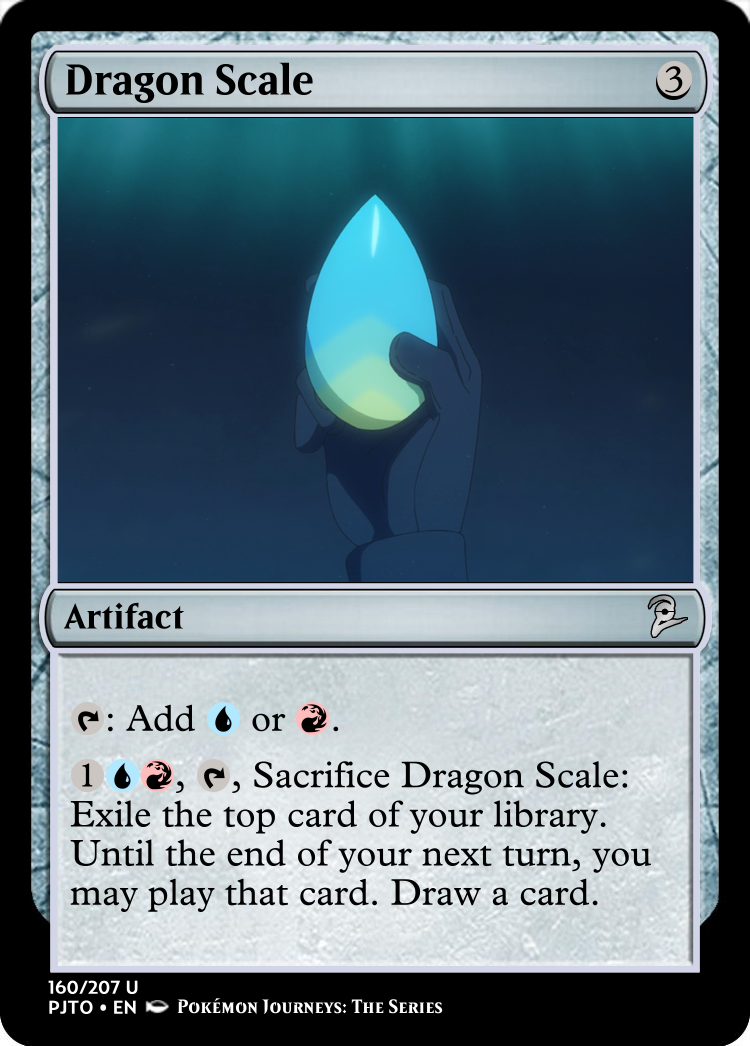 Dragon Scale 3
Artifact
: Add or .
1 , , Sacrifice Dragon Scale:
Exile the top card of your library.
Until the end of your next turn, you
may play that card. Draw a card.
160/207 U
PJTO • EN Pokémon Journeys: The Series